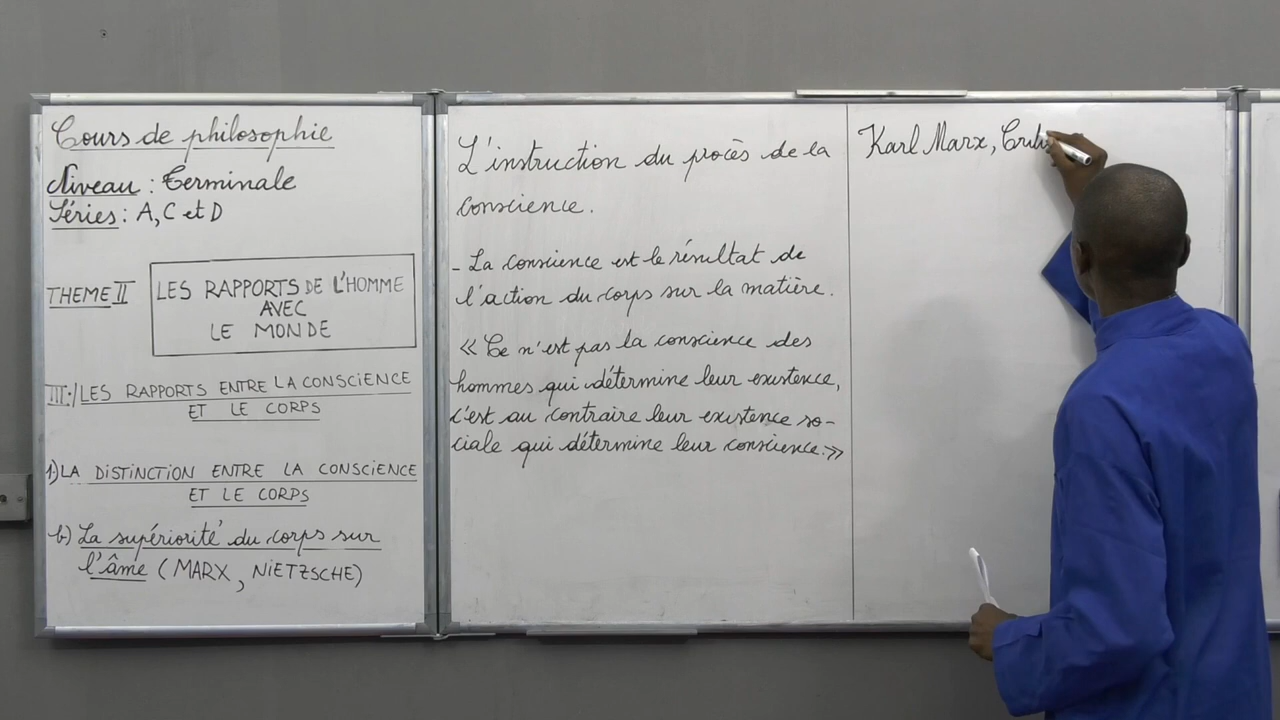 Cours de philosophie
Niveau : Terminale
Séries : A, C et D
THEME II
LES RAPPORTS DE L'HOMME
AVEC
LE MONDE
III-/ LES RAPPORTS ENTRE LA CONSCIENCE
ET LE CORPS
1) LA DISTINCTION ENTRE LA CONSCIENCE
ET LE CORPS
b) La supériorité du corps sur
l'âme (MARX, NIETZSCHE)
L'instruction du procès de la
conscience.
- La conscience est le résultat de
l'action du corps sur la matière.
« Ce n'est pas la conscience des
hommes qui détermine leur existence,
c'est au contraire leur existence so-
ciale qui détermine leur conscience. »
Karl Marx, Criti